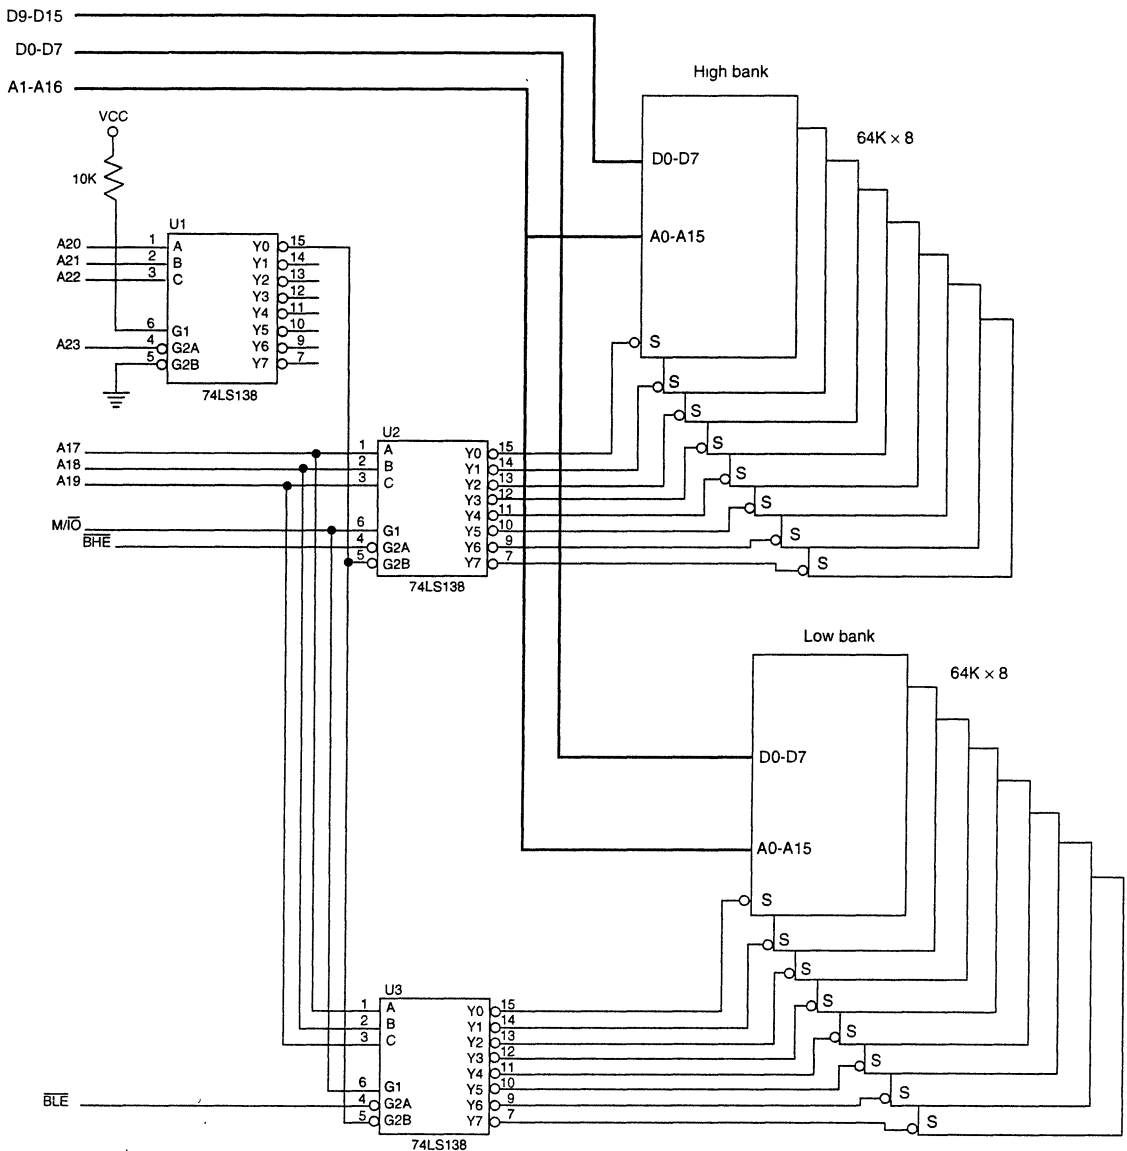 D9-D15
D0-D7
A1-A16
High bank
VCC
64K × 8
10K
D0-D7
A0-A15
U1
A20 1 A Y0 15
A21 2 B Y1 14
A22 3 C Y2 13
Y3 12
Y4 11
6 G1 Y5 10
A23 4 G2A Y6 9
5 G2B Y7 7
74LS138
S
S
S
S
S
S
S
S
U2
A17 1 A Y0 15
A18 2 B Y1 14
A19 3 C Y2 13
Y3 12
Y4 11
M/I̅O̅ 6 G1 Y5 10
B̅H̅E̅ 4 G2A Y6 9
5 G2B Y7 7
74LS138
Low bank
64K × 8
D0-D7
A0-A15
S
S
S
S
S
S
S
S
U3
1 A Y0 15
2 B Y1 14
3 C Y2 13
Y3 12
Y4 11
6 G1 Y5 10
B̅L̅E̅ 4 G2A Y6 9
5 G2B Y7 7
74LS138